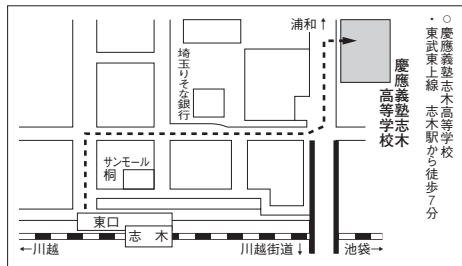 ○慶應義塾志木高等学校
・東武東上線　志木駅から徒歩7分
浦和↑
慶應義塾志木
高等学校
埼玉りそな銀行
サンモール
桐
東口
志 木
←川越
川越街道↓
池袋→